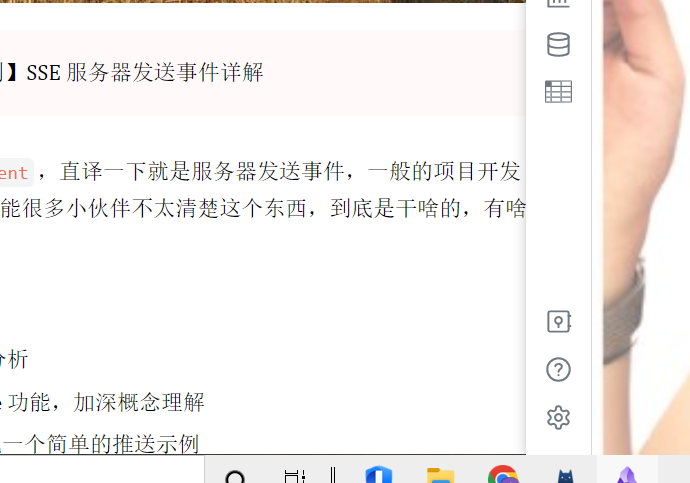 】SSE 服务器发送事件详解
ent，直译一下就是服务器发送事件，一般的项目开发
能很多小伙伴不太清楚这个东西，到底是干啥的，有啥
分析
e 功能，加深概念理解
一个简单的推送示例